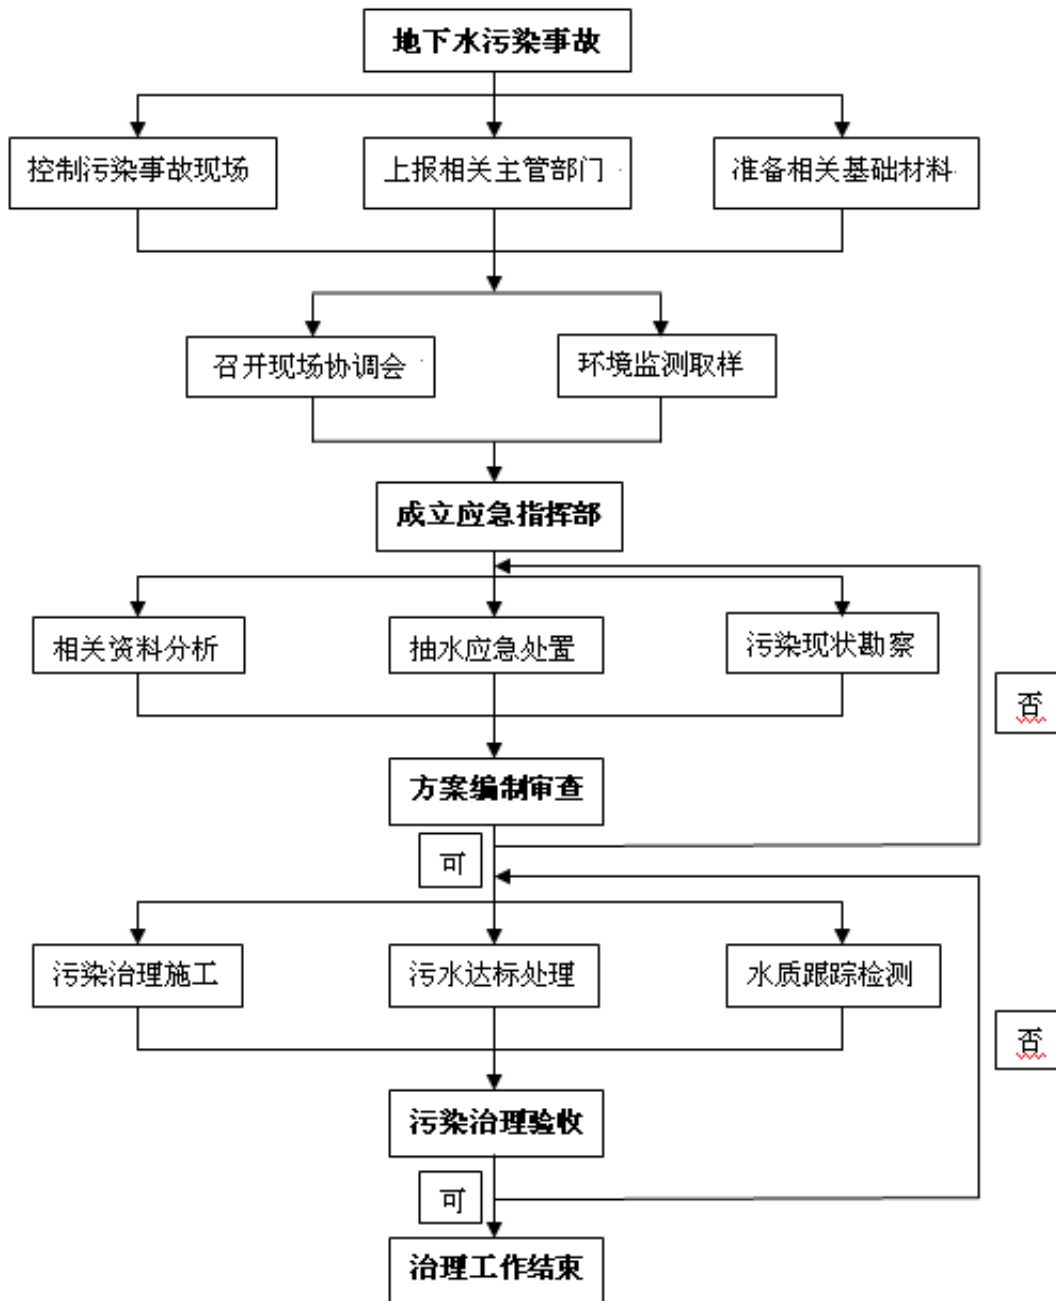 地下水污染事故
控制污染事故现场
上报相关主管部门
准备相关基础材料
召开现场协调会
环境监测取样
成立应急指挥部
相关资料分析
抽水应急处置
污染现状勘察
否
方案编制审查
可
污染治理施工
污水达标处理
水质跟踪检测
否
污染治理验收
可
治理工作结束